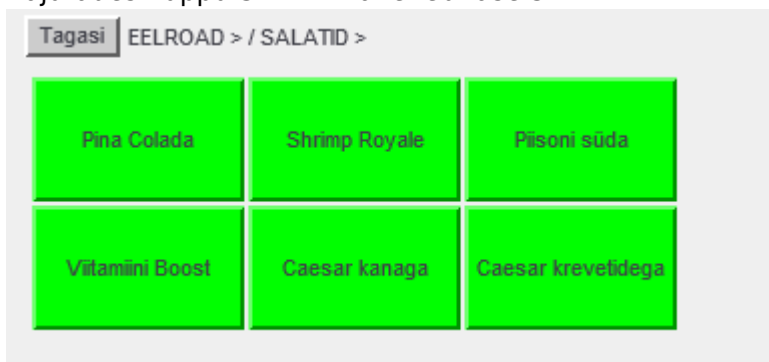 Tagasi EELROAD > / SALATID >
Pina Colada Shrimp Royale Piisoni süda
Viitamiini Boost Caesar kanaga Caesar krevetidega